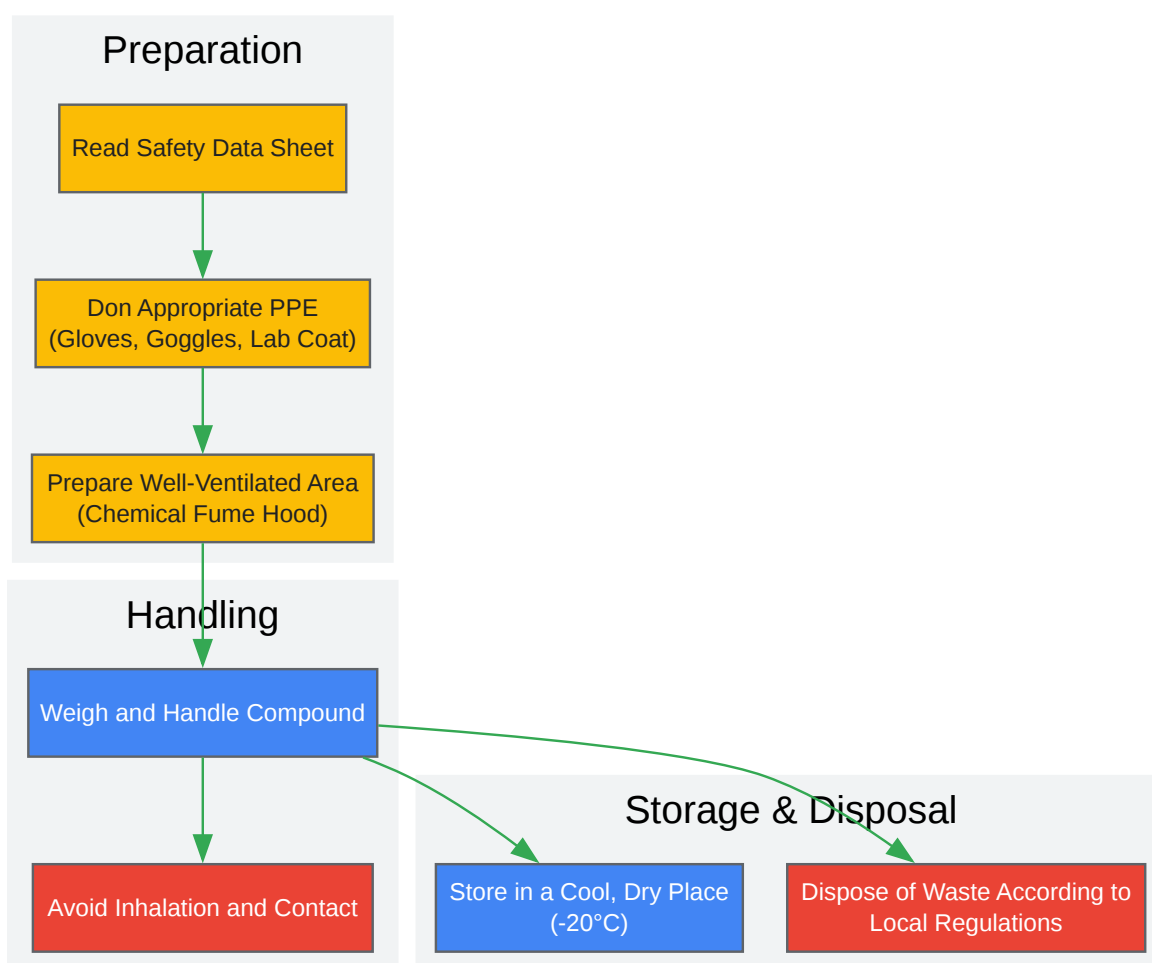 Preparation
Read Safety Data Sheet
Don Appropriate PPE
(Gloves, Goggles, Lab Coat)
Prepare Well-Ventilated Area
(Chemical Fume Hood)
Handling
Weigh and Handle Compound
Avoid Inhalation and Contact
Storage & Disposal
Store in a Cool, Dry Place
(-20°C)
Dispose of Waste According to
Local Regulations